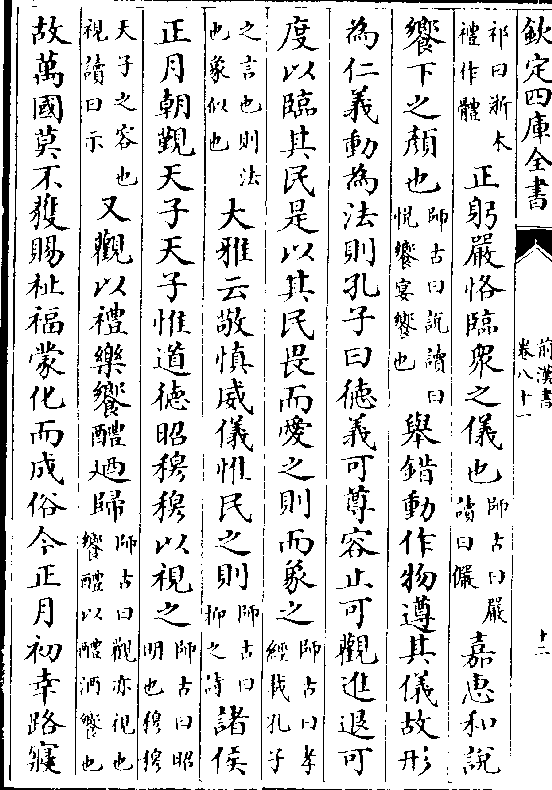 欽定四庫全書
前漢書
卷八十一
十二
祁曰浙本
禮作體
正躬嚴恪臨衆之儀也
師古曰嚴
讀曰儼
嘉惠和說
饗下之顏也
師古曰說讀曰
悅饗宴饗也
舉錯動作物遵其儀故形
為仁義動為法則孔子曰德義可尊容止可觀進退可
度以臨其民是以其民畏而愛之則而象之
師古曰孝
經載孔子
之言也則法
也象似也
大雅云敬慎威儀惟民之則
師古曰
抑之詩
諸侯
正月朝覲天子天子惟道德昭穆穆以視之
師古曰昭
明也穆穆
天子之容也
視讀曰示
又觀以禮樂饗醴廼歸
師古曰觀亦視也
饗醴以醴酒饗也
故萬國莫不獲賜祉福蒙化而成俗今正月初幸路寢